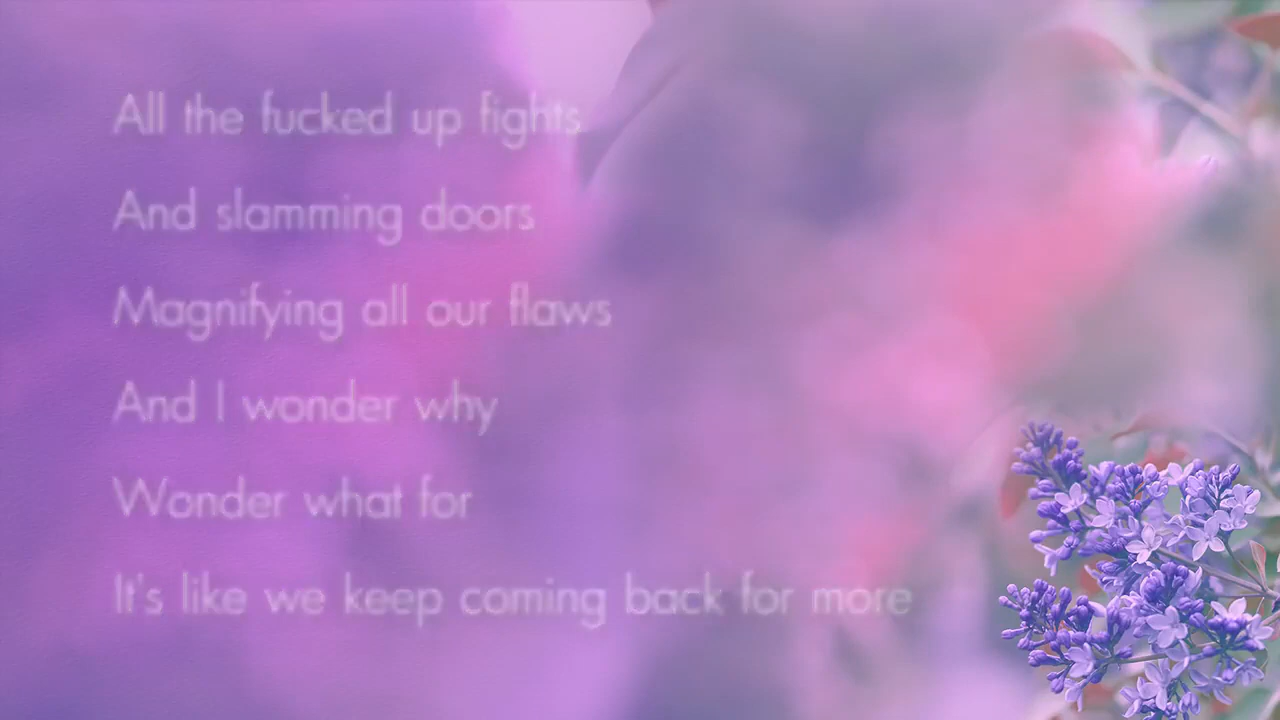 All the fucked up fights
And slamming doors
Magnifying all our flaws
And I wonder why
Wonder what for
It's like we keep coming back for more